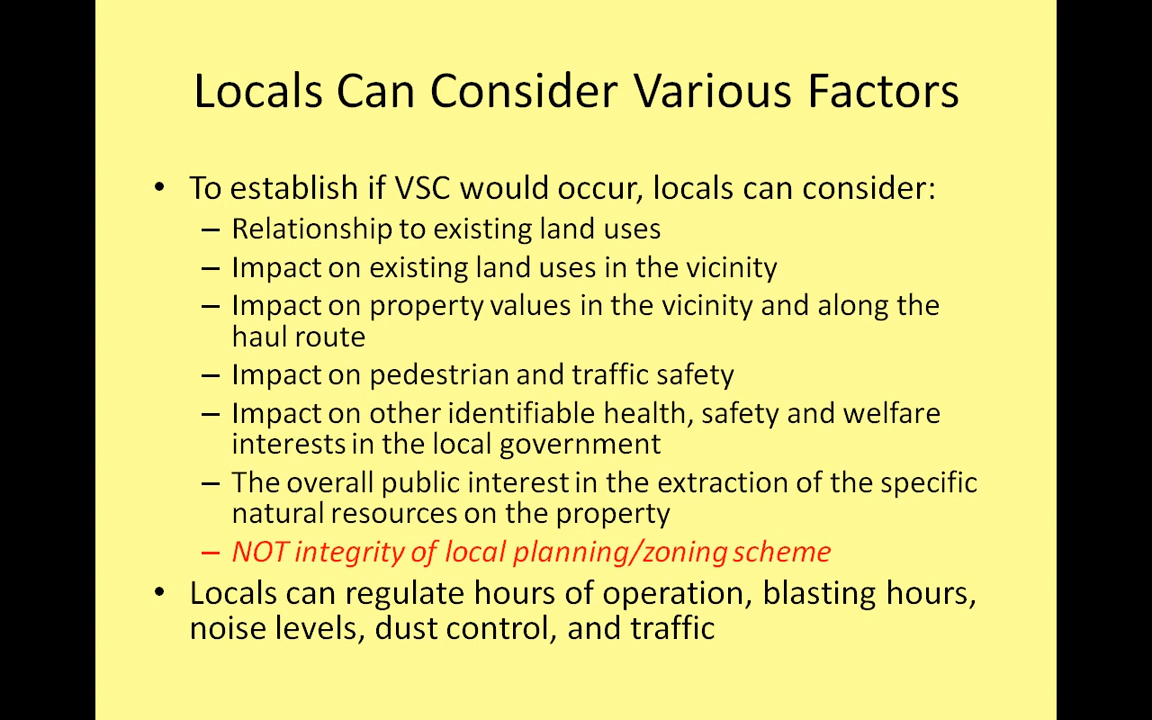 Locals Can Consider Various Factors
• To establish if VSC would occur, locals can consider:
– Relationship to existing land uses
– Impact on existing land uses in the vicinity
– Impact on property values in the vicinity and along the
haul route
– Impact on pedestrian and traffic safety
– Impact on other identifiable health, safety and welfare
interests in the local government
– The overall public interest in the extraction of the specific
natural resources on the property
– NOT integrity of local planning/zoning scheme
• Locals can regulate hours of operation, blasting hours,
noise levels, dust control, and traffic